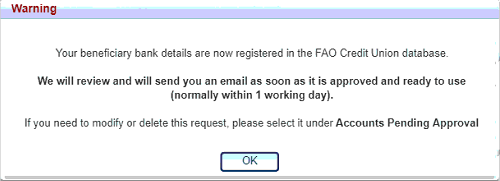 Warning
Your beneficiary bank details are now registered in the FAO Credit Union database.
We will review and will send you an email as soon as it is approved and ready to use
(normally within 1 working day).
If you need to modify or delete this request, please select it under Accounts Pending Approval
OK